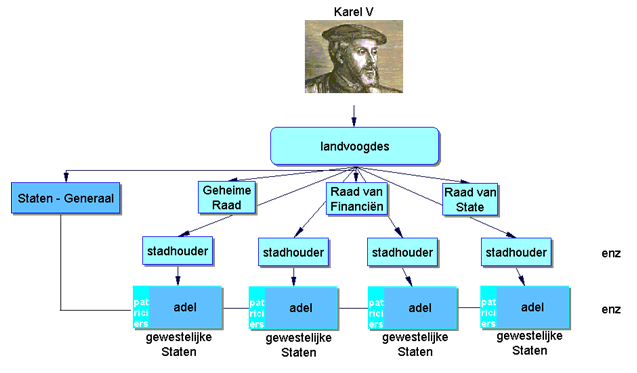 Karel V
landvoogdes
Staten - Generaal
Geheime
Raad
Raad van
Financiën
Raad van
State
stadhouder
stadhouder
stadhouder
stadhouder
enz
pat
rici
ers
adel
pat
rici
ers
adel
pat
rici
ers
adel
pat
rici
ers
adel
enz
gewestelijke
Staten
gewestelijke
Staten
gewestelijke
Staten
gewestelijke
Staten